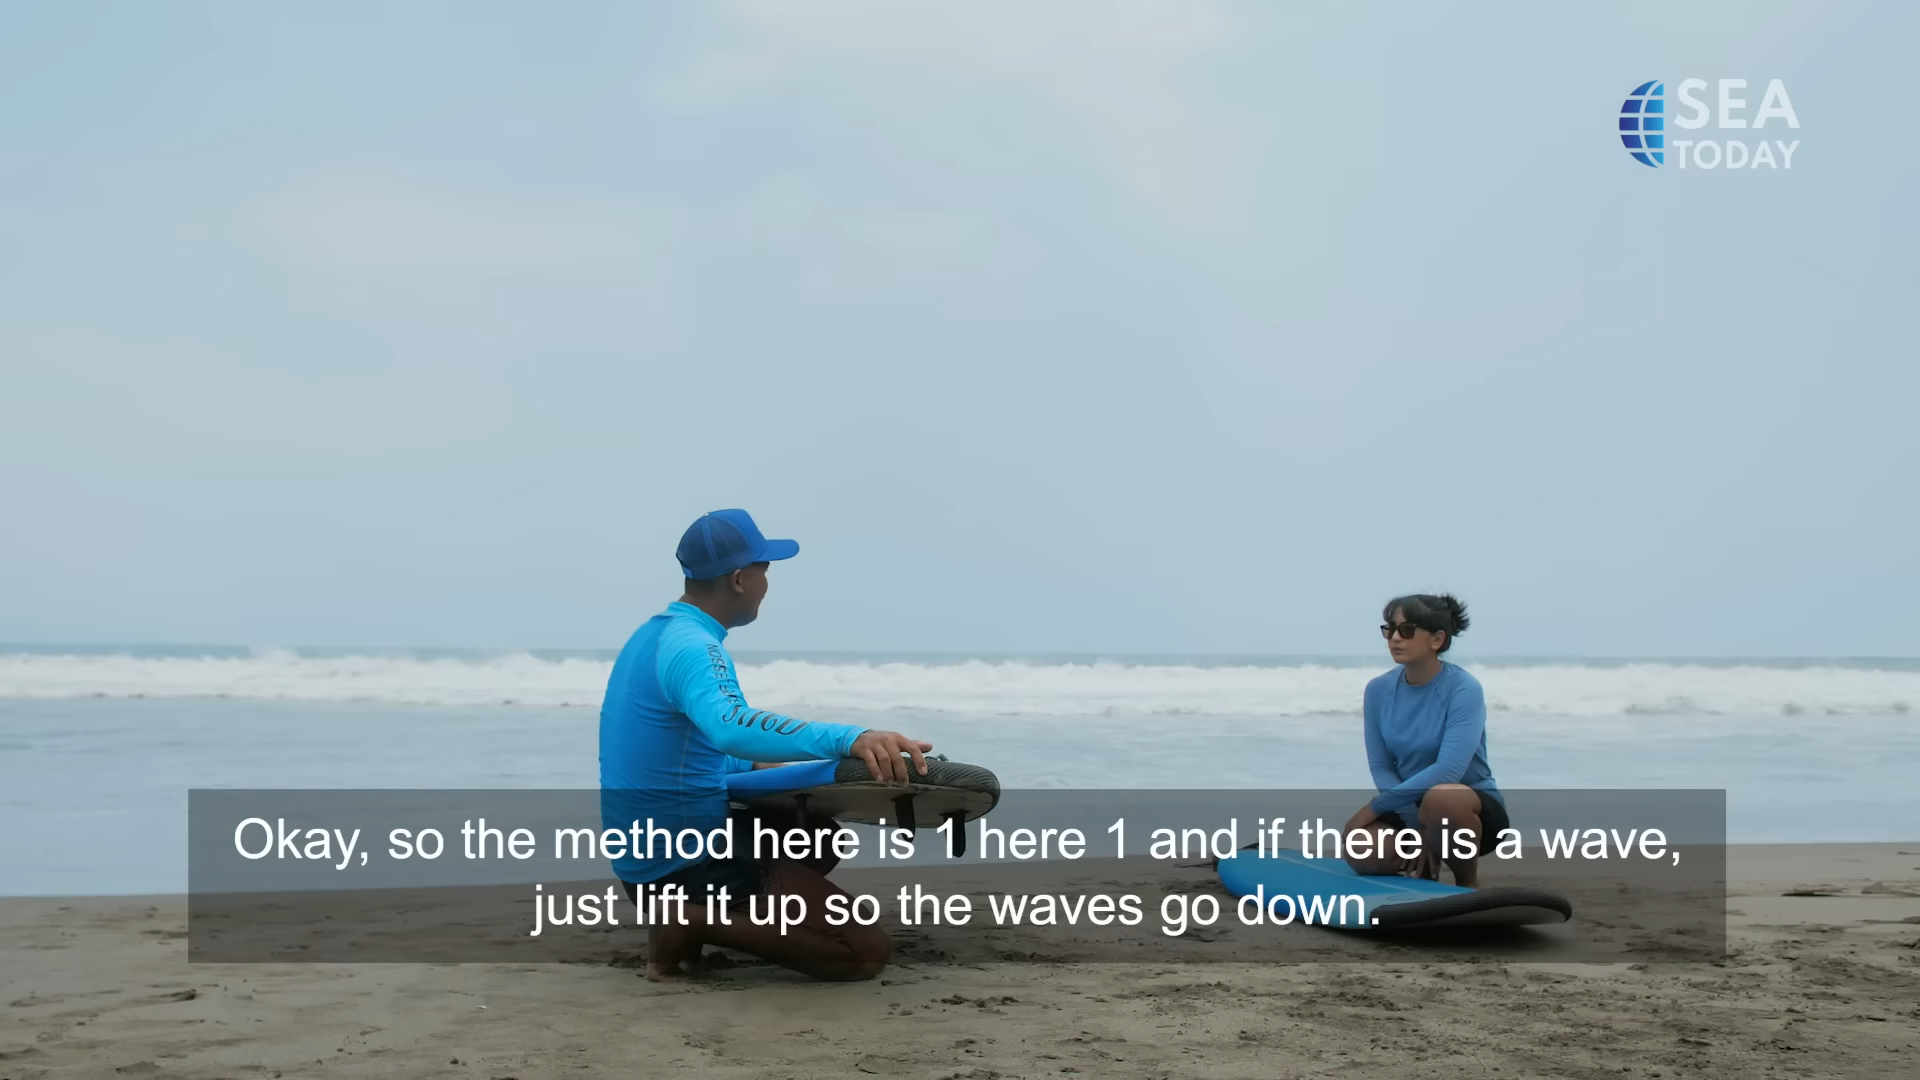 SEA
TODAY
Okay, so the method here is 1 here 1 and if there is a wave,
just lift it up so the waves go down.